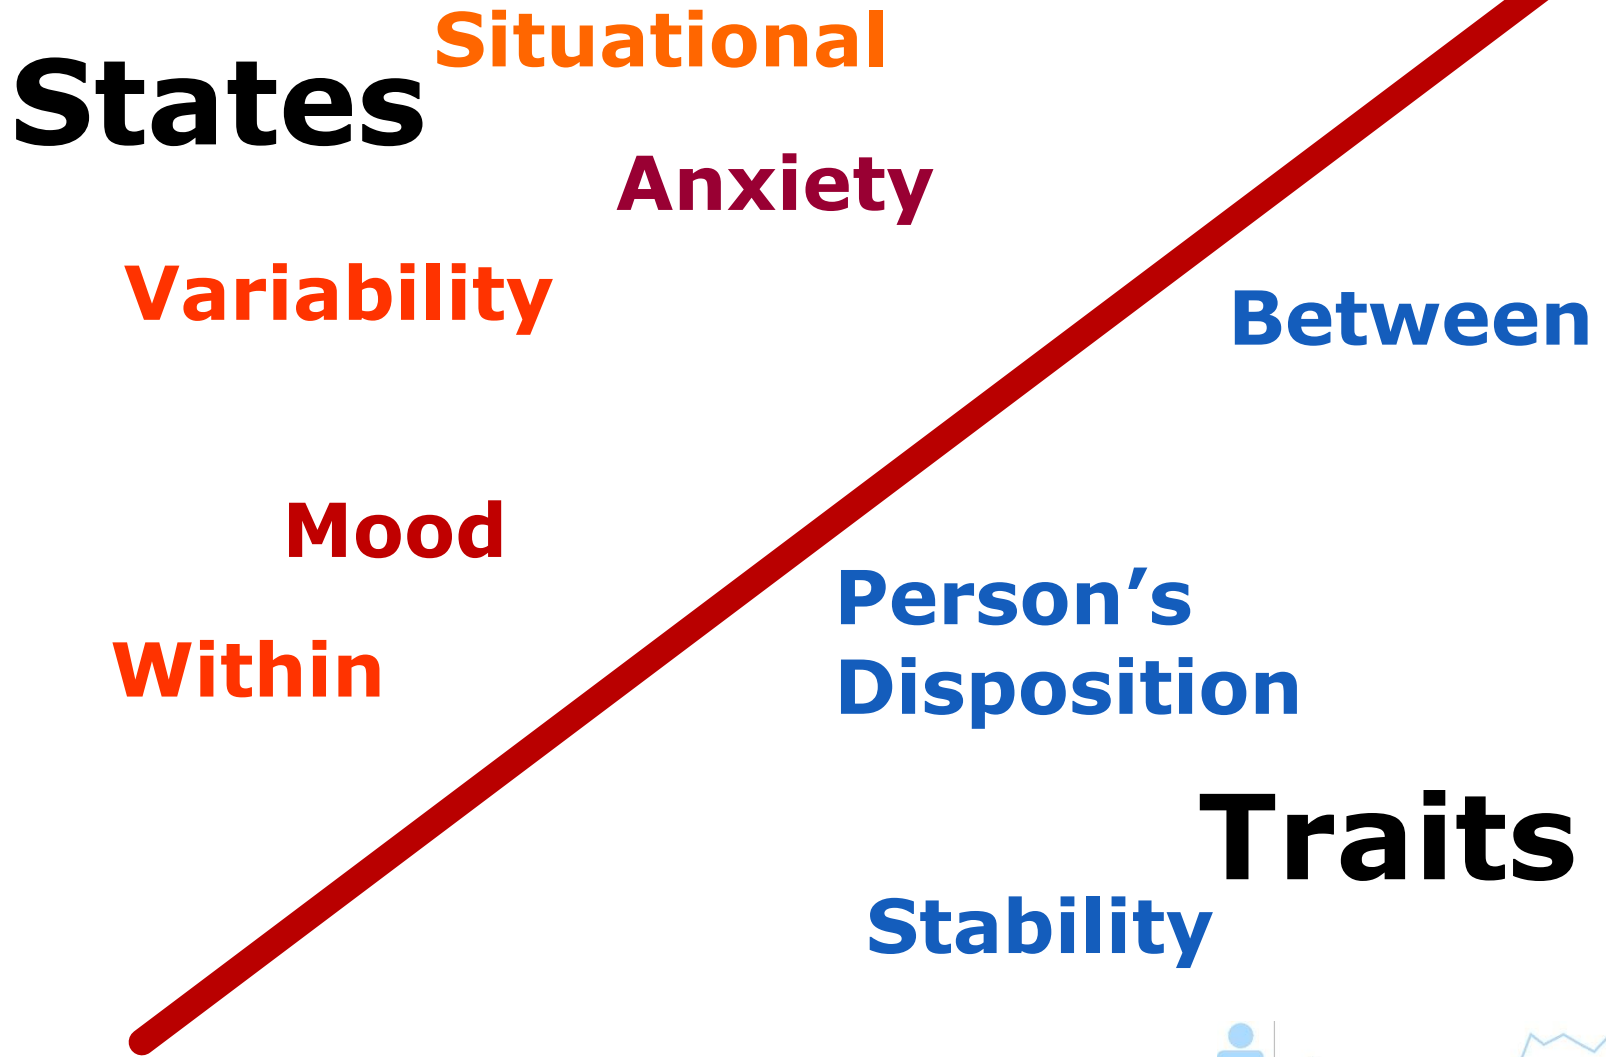 Situational
States
Anxiety
Variability
Between
Mood
Person’s
Disposition
Within
Traits
Stability